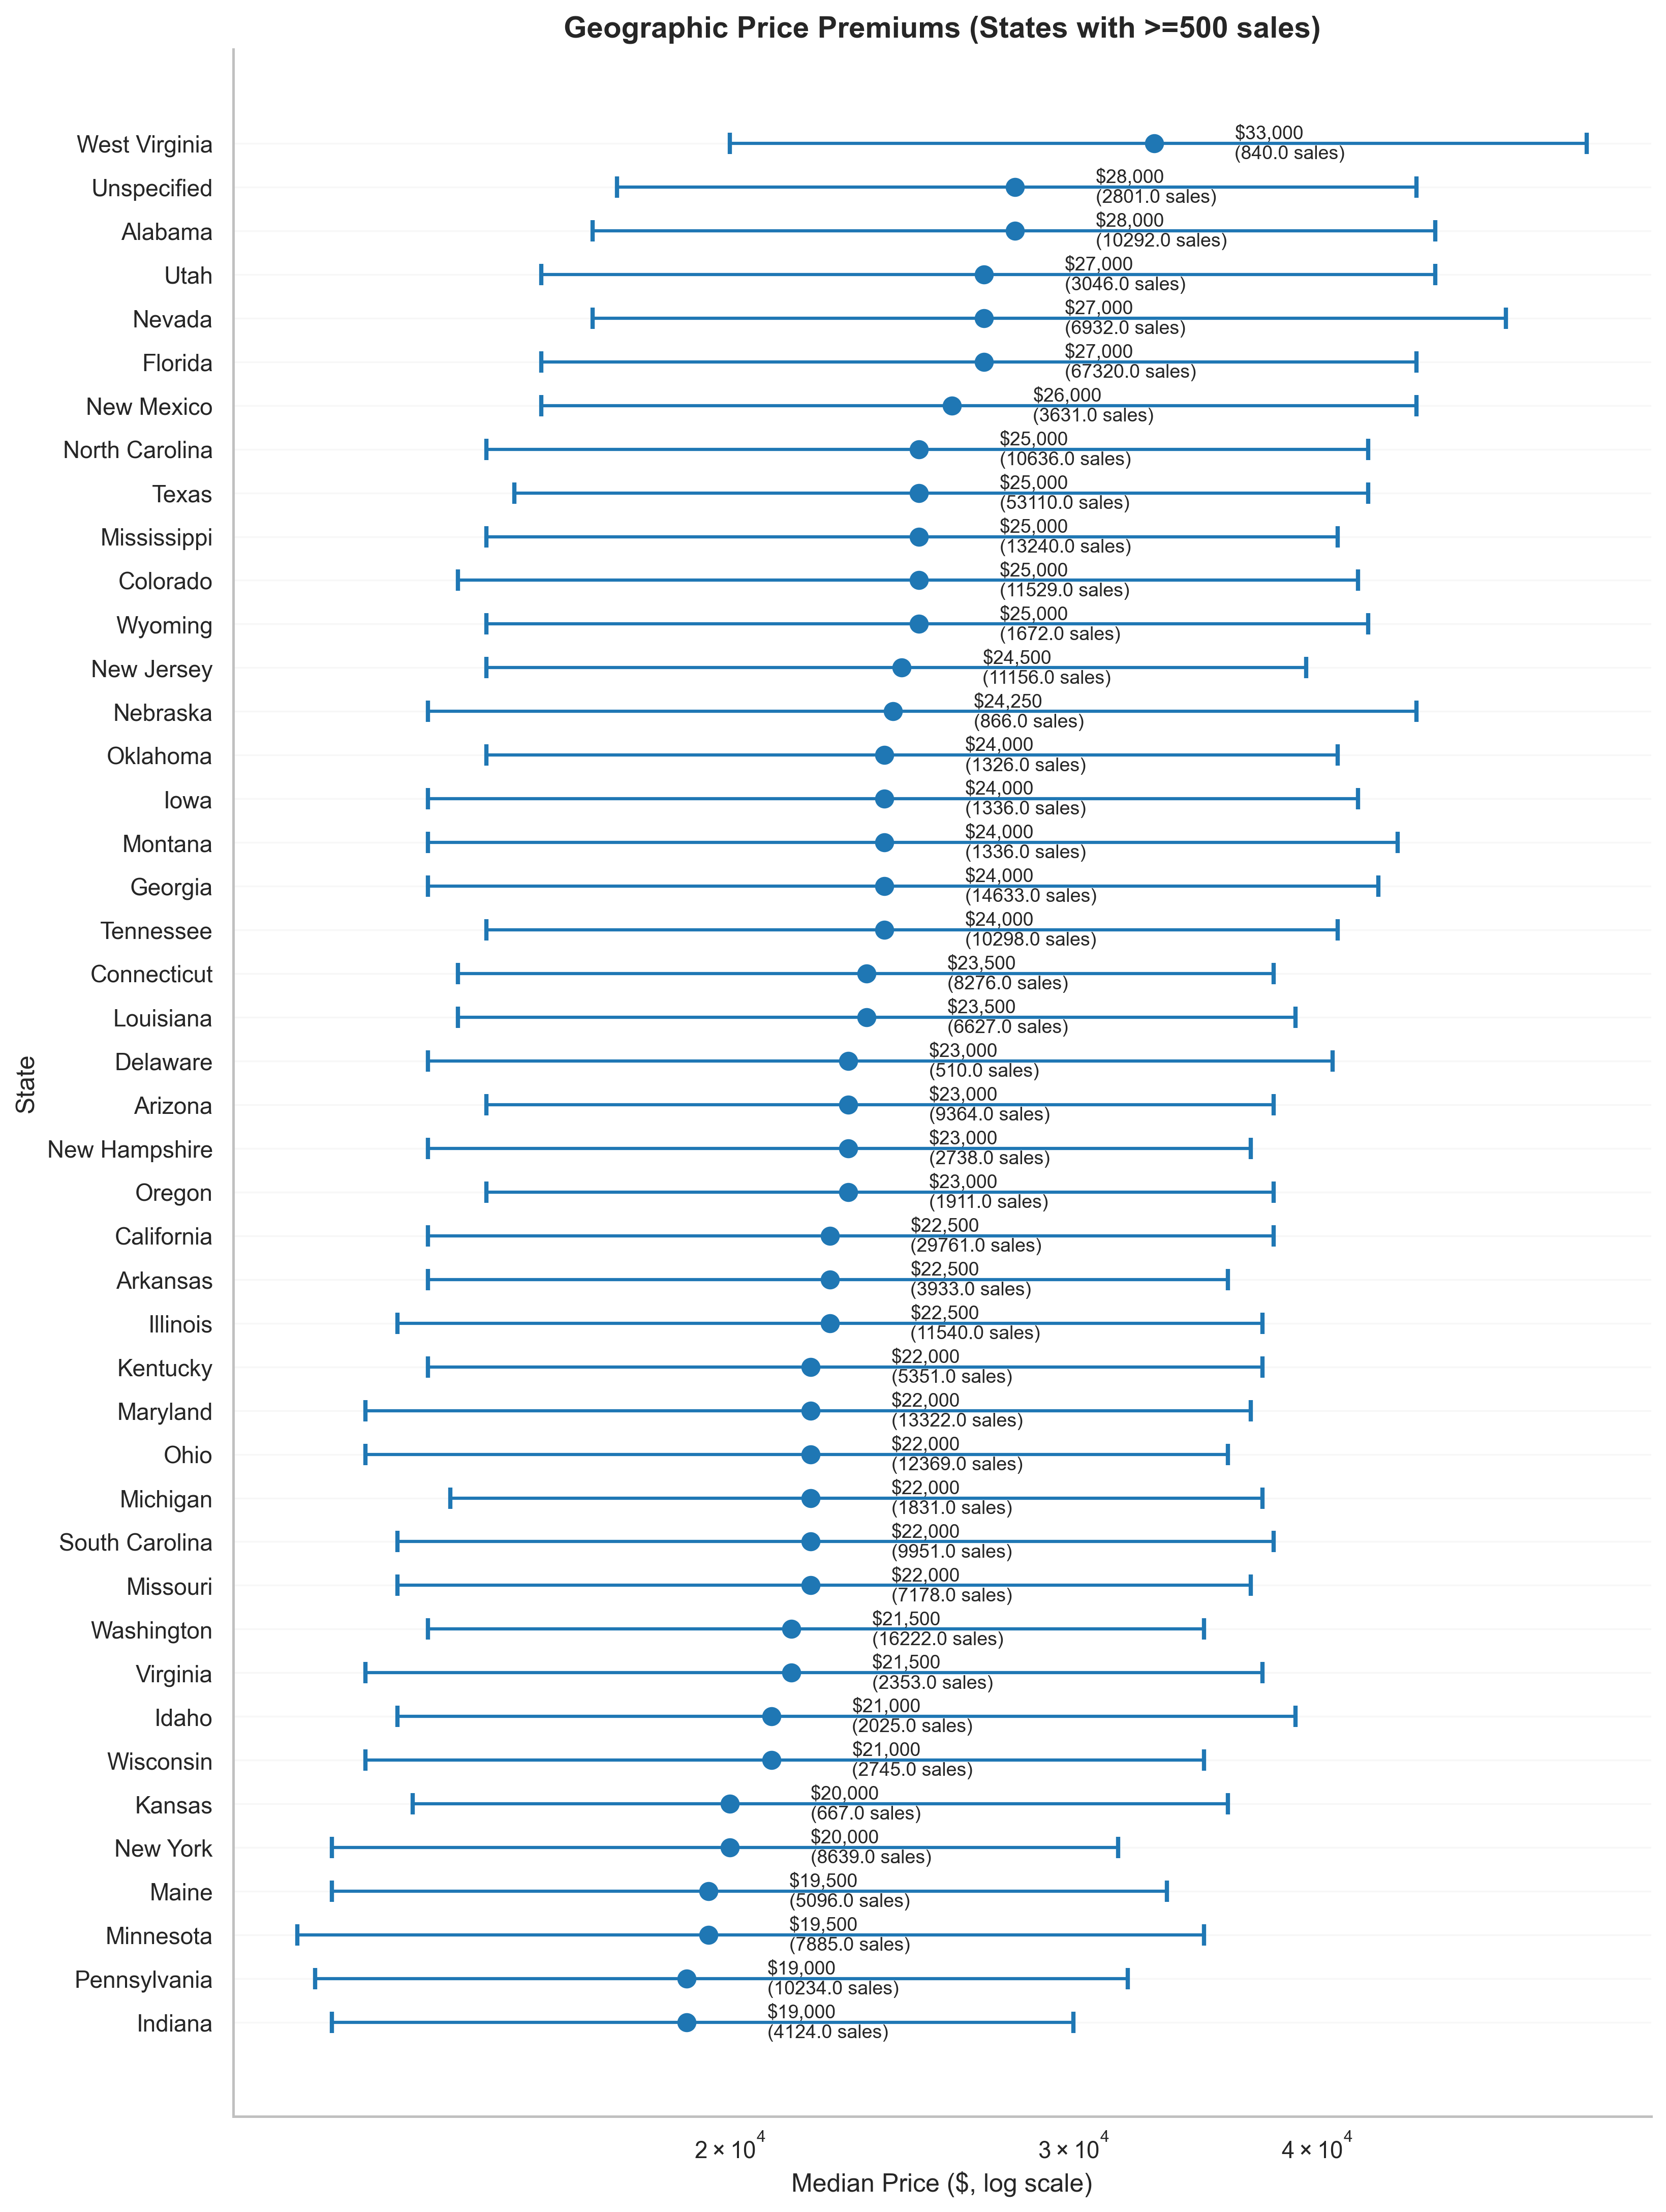 Geographic Price Premiums (States with >=500 sales)
West Virginia
$33,000
(840.0 sales)
Unspecified
$28,000
(2801.0 sales)
Alabama
$28,000
(10292.0 sales)
Utah
$27,000
(3046.0 sales)
Nevada
$27,000
(6932.0 sales)
Florida
$27,000
(67320.0 sales)
New Mexico
$26,000
(3631.0 sales)
North Carolina
$25,000
(10636.0 sales)
Texas
$25,000
(53110.0 sales)
Mississippi
$25,000
(13240.0 sales)
Colorado
$25,000
(11529.0 sales)
Wyoming
$25,000
(1672.0 sales)
New Jersey
$24,500
(11156.0 sales)
Nebraska
$24,250
(866.0 sales)
Oklahoma
$24,000
(1326.0 sales)
Iowa
$24,000
(1336.0 sales)
Montana
$24,000
(1336.0 sales)
Georgia
$24,000
(14633.0 sales)
Tennessee
$24,000
(10298.0 sales)
Connecticut
$23,500
(8276.0 sales)
Louisiana
$23,500
(6627.0 sales)
Delaware
$23,000
(510.0 sales)
Arizona
$23,000
(9364.0 sales)
New Hampshire
$23,000
(2738.0 sales)
Oregon
$23,000
(1911.0 sales)
California
$22,500
(29761.0 sales)
Arkansas
$22,500
(3933.0 sales)
Illinois
$22,500
(11540.0 sales)
Kentucky
$22,000
(5351.0 sales)
Maryland
$22,000
(13322.0 sales)
Ohio
$22,000
(12369.0 sales)
Michigan
$22,000
(1831.0 sales)
South Carolina
$22,000
(9951.0 sales)
Missouri
$22,000
(7178.0 sales)
Washington
$21,500
(16222.0 sales)
Virginia
$21,500
(2353.0 sales)
Idaho
$21,000
(2025.0 sales)
Wisconsin
$21,000
(2745.0 sales)
Kansas
$20,000
(667.0 sales)
New York
$20,000
(8639.0 sales)
Maine
$19,500
(5096.0 sales)
Minnesota
$19,500
(7885.0 sales)
Pennsylvania
$19,000
(10234.0 sales)
Indiana
$19,000
(4124.0 sales)
State
2 × 10⁴
3 × 10⁴
4 × 10⁴
Median Price ($, log scale)